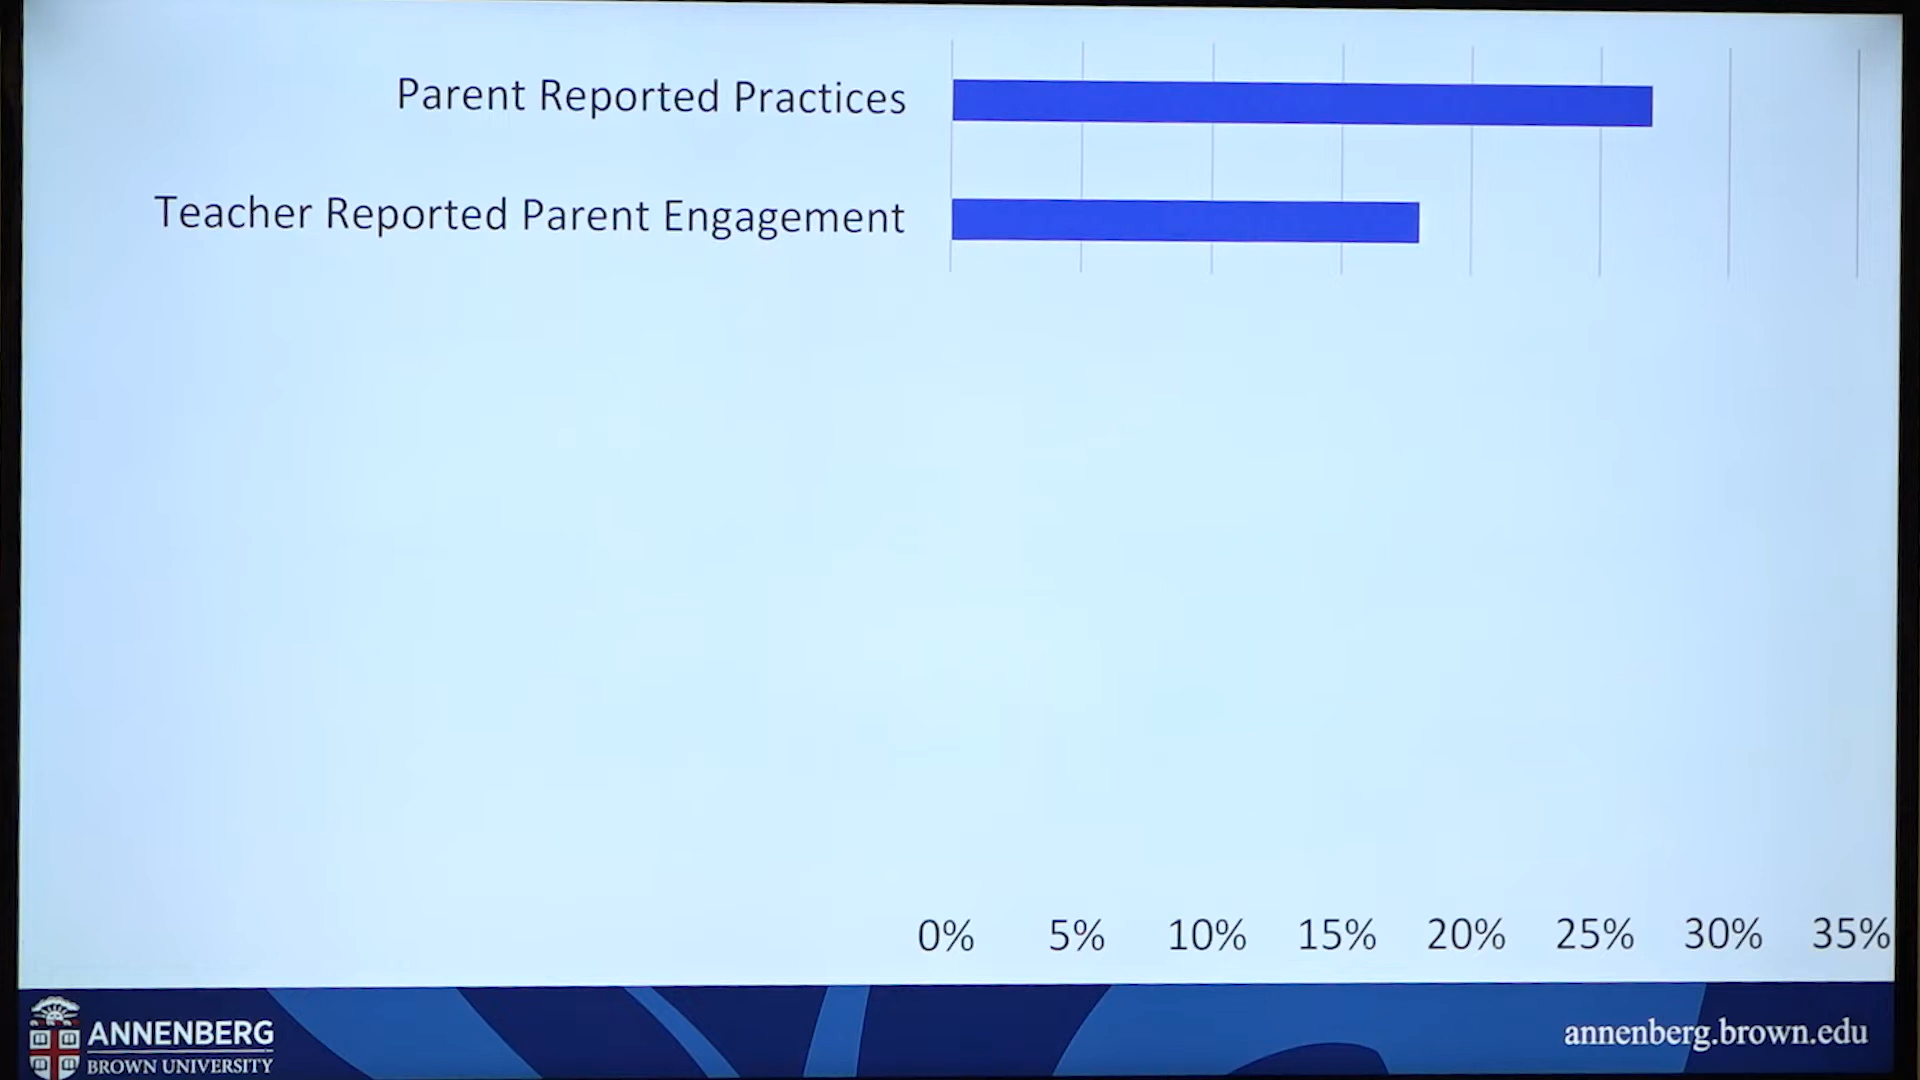 Parent Reported Practices
Teacher Reported Parent Engagement
0% 5% 10% 15% 20% 25% 30% 35%
ANNENBERG
BROWN UNIVERSITY
annenberg.brown.edu